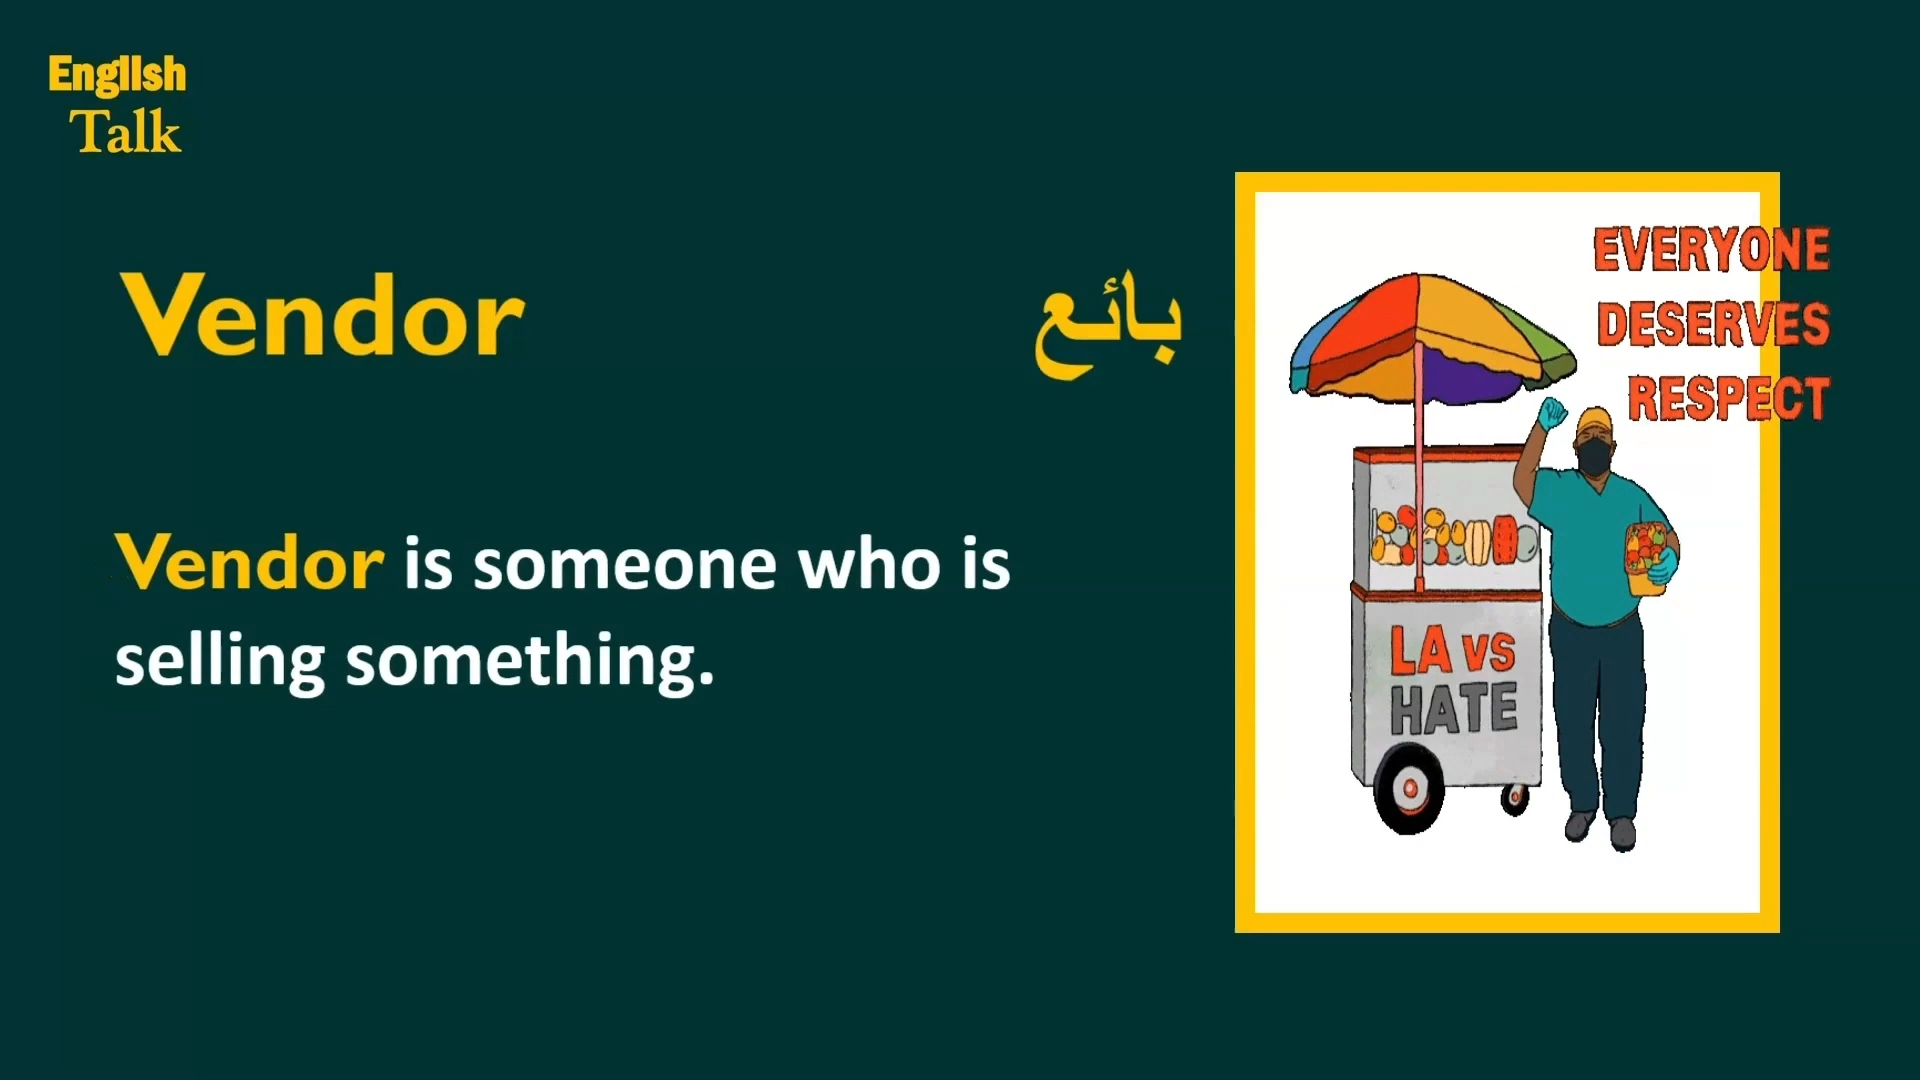 English
Talk
Vendor
بائع
Vendor is someone who is
selling something.
EVERYONE
DESERVES
RESPECT
LA VS
HATE